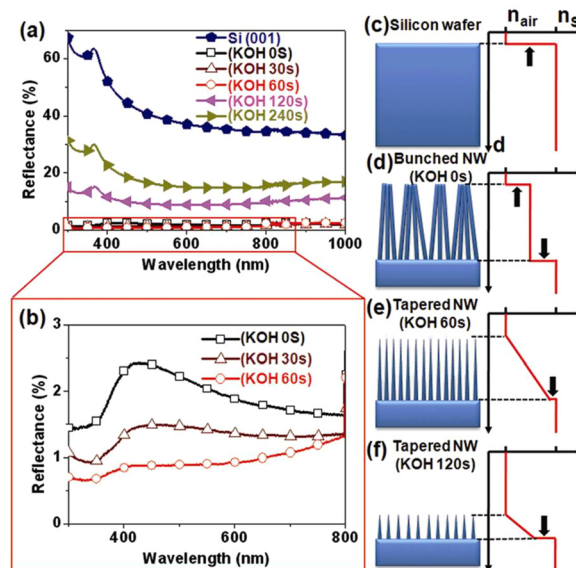 (a)
Si (001)
(KOH 0S)
(KOH 30s)
(KOH 60s)
(KOH 120s)
(KOH 240s)
60
40
20
0
Reflectance (%)
400
600
800
1000
Wavelength (nm)
(b)
(KOH 0S)
(KOH 30s)
(KOH 60s)
3
2
1
0
Reflectance (%)
400
600
800
Wavelength (nm)
(c)
Silicon wafer
n air
n s
d
(d)
Bunched NW
(KOH 0s)
(e)
Tapered NW
(KOH 60s)
(f)
Tapered NW
(KOH 120s)